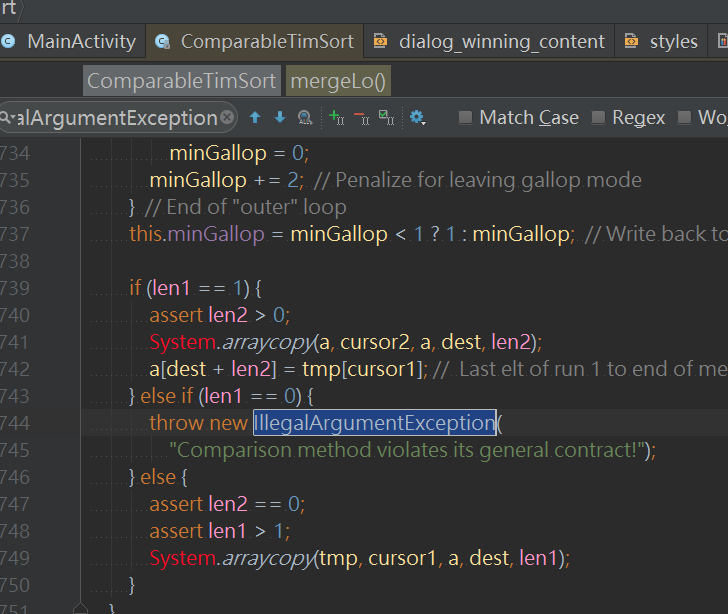 rt
MainActivity ComparableTimSort dialog_winning_content styles
ComparableTimSort mergeLo()
alArgumentException Match Case Regex Wo
734 minGallop = 0;
735 minGallop += 2; // Penalize for leaving gallop mode
736 } // End of "outer" loop
737 this.minGallop = minGallop < 1 ? 1 : minGallop; // Write back to
738
739 if (len1 == 1) {
740 assert len2 > 0;
741 System.arraycopy(a, cursor2, a, dest, len2);
742 a[dest + len2] = tmp[cursor1]; // Last elt of run 1 to end of me
743 } else if (len1 == 0) {
744 throw new IllegalArgumentException(
745 "Comparison method violates its general contract!");
746 } else {
747 assert len2 == 0;
748 assert len1 > 1;
749 System.arraycopy(tmp, cursor1, a, dest, len1);
750 }
751 }